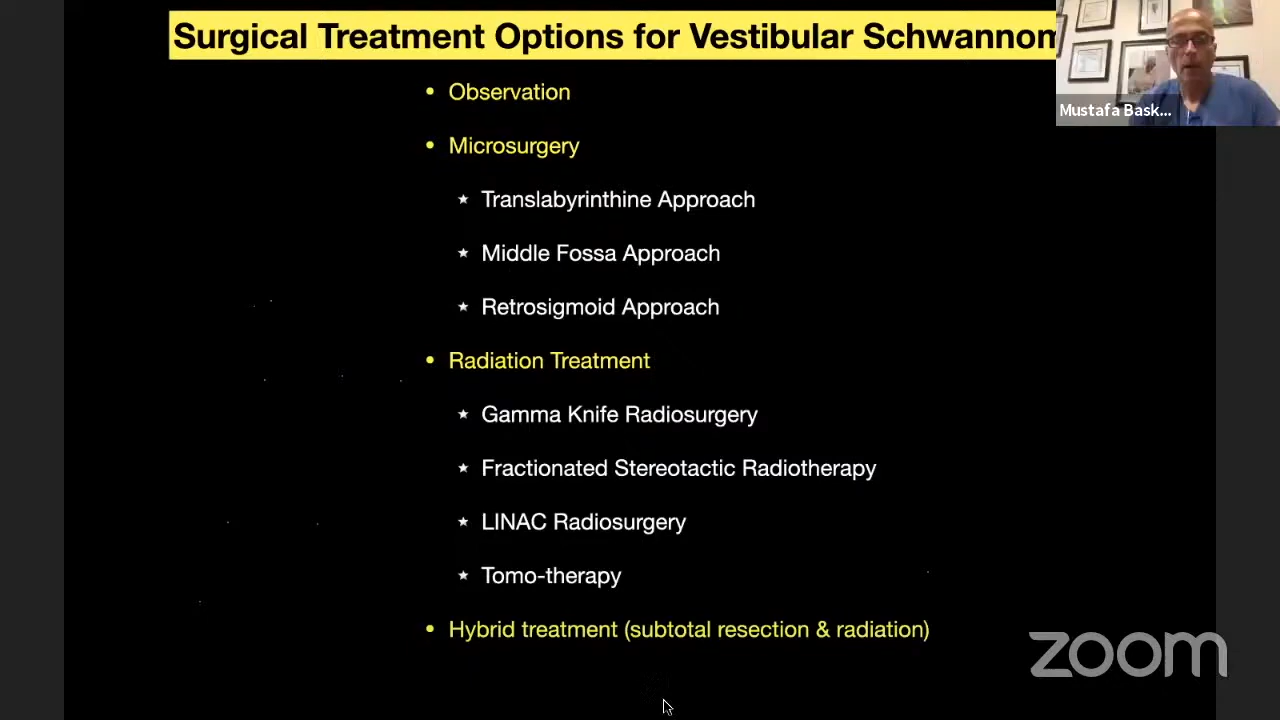 Surgical Treatment Options for Vestibular Schwannom
Mustafa Bask...
• Observation
• Microsurgery
★ Translabyrinthine Approach
★ Middle Fossa Approach
★ Retrosigmoid Approach
• Radiation Treatment
★ Gamma Knife Radiosurgery
★ Fractionated Stereotactic Radiotherapy
★ LINAC Radiosurgery
★ Tomo-therapy
• Hybrid treatment (subtotal resection & radiation)
zoom